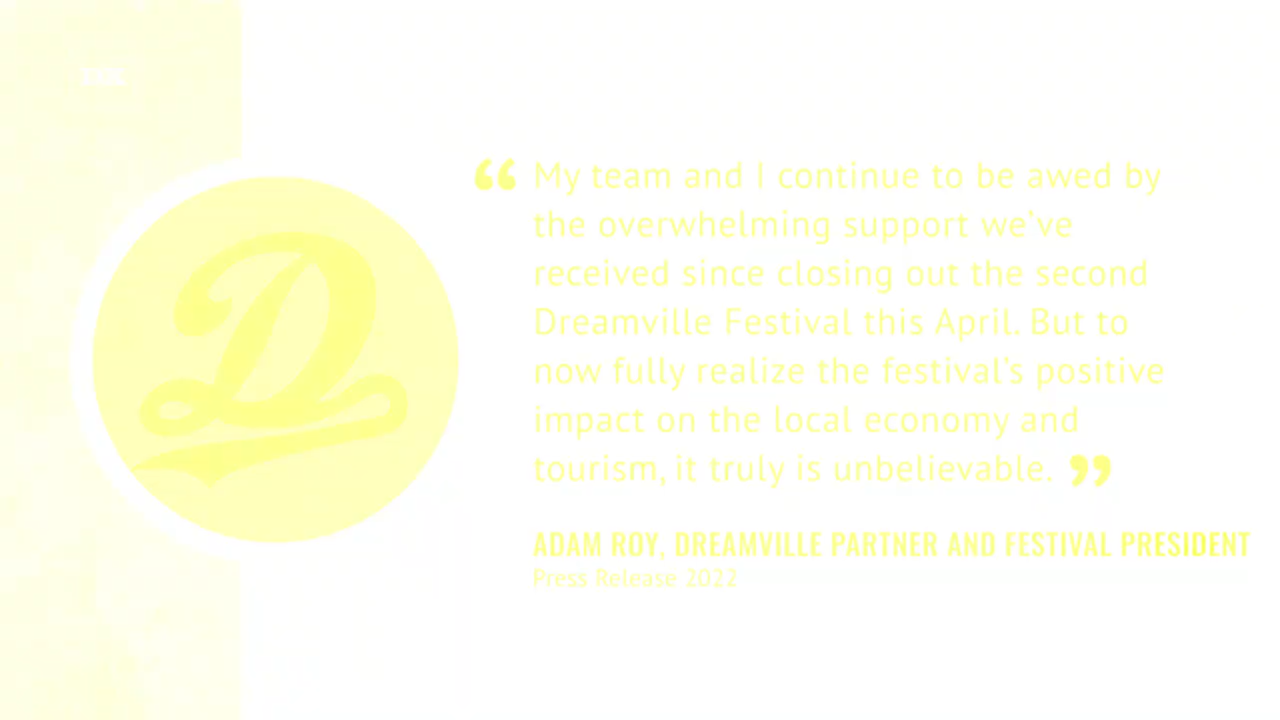 “ My team and I continue to be awed by
the overwhelming support we’ve
received since closing out the second
Dreamville Festival this April. But to
now fully realize the festival’s positive
impact on the local economy and
tourism, it truly is unbelievable. ”
ADAM ROY, DREAMVILLE PARTNER AND FESTIVAL PRESIDENT
Press Release 2022
D